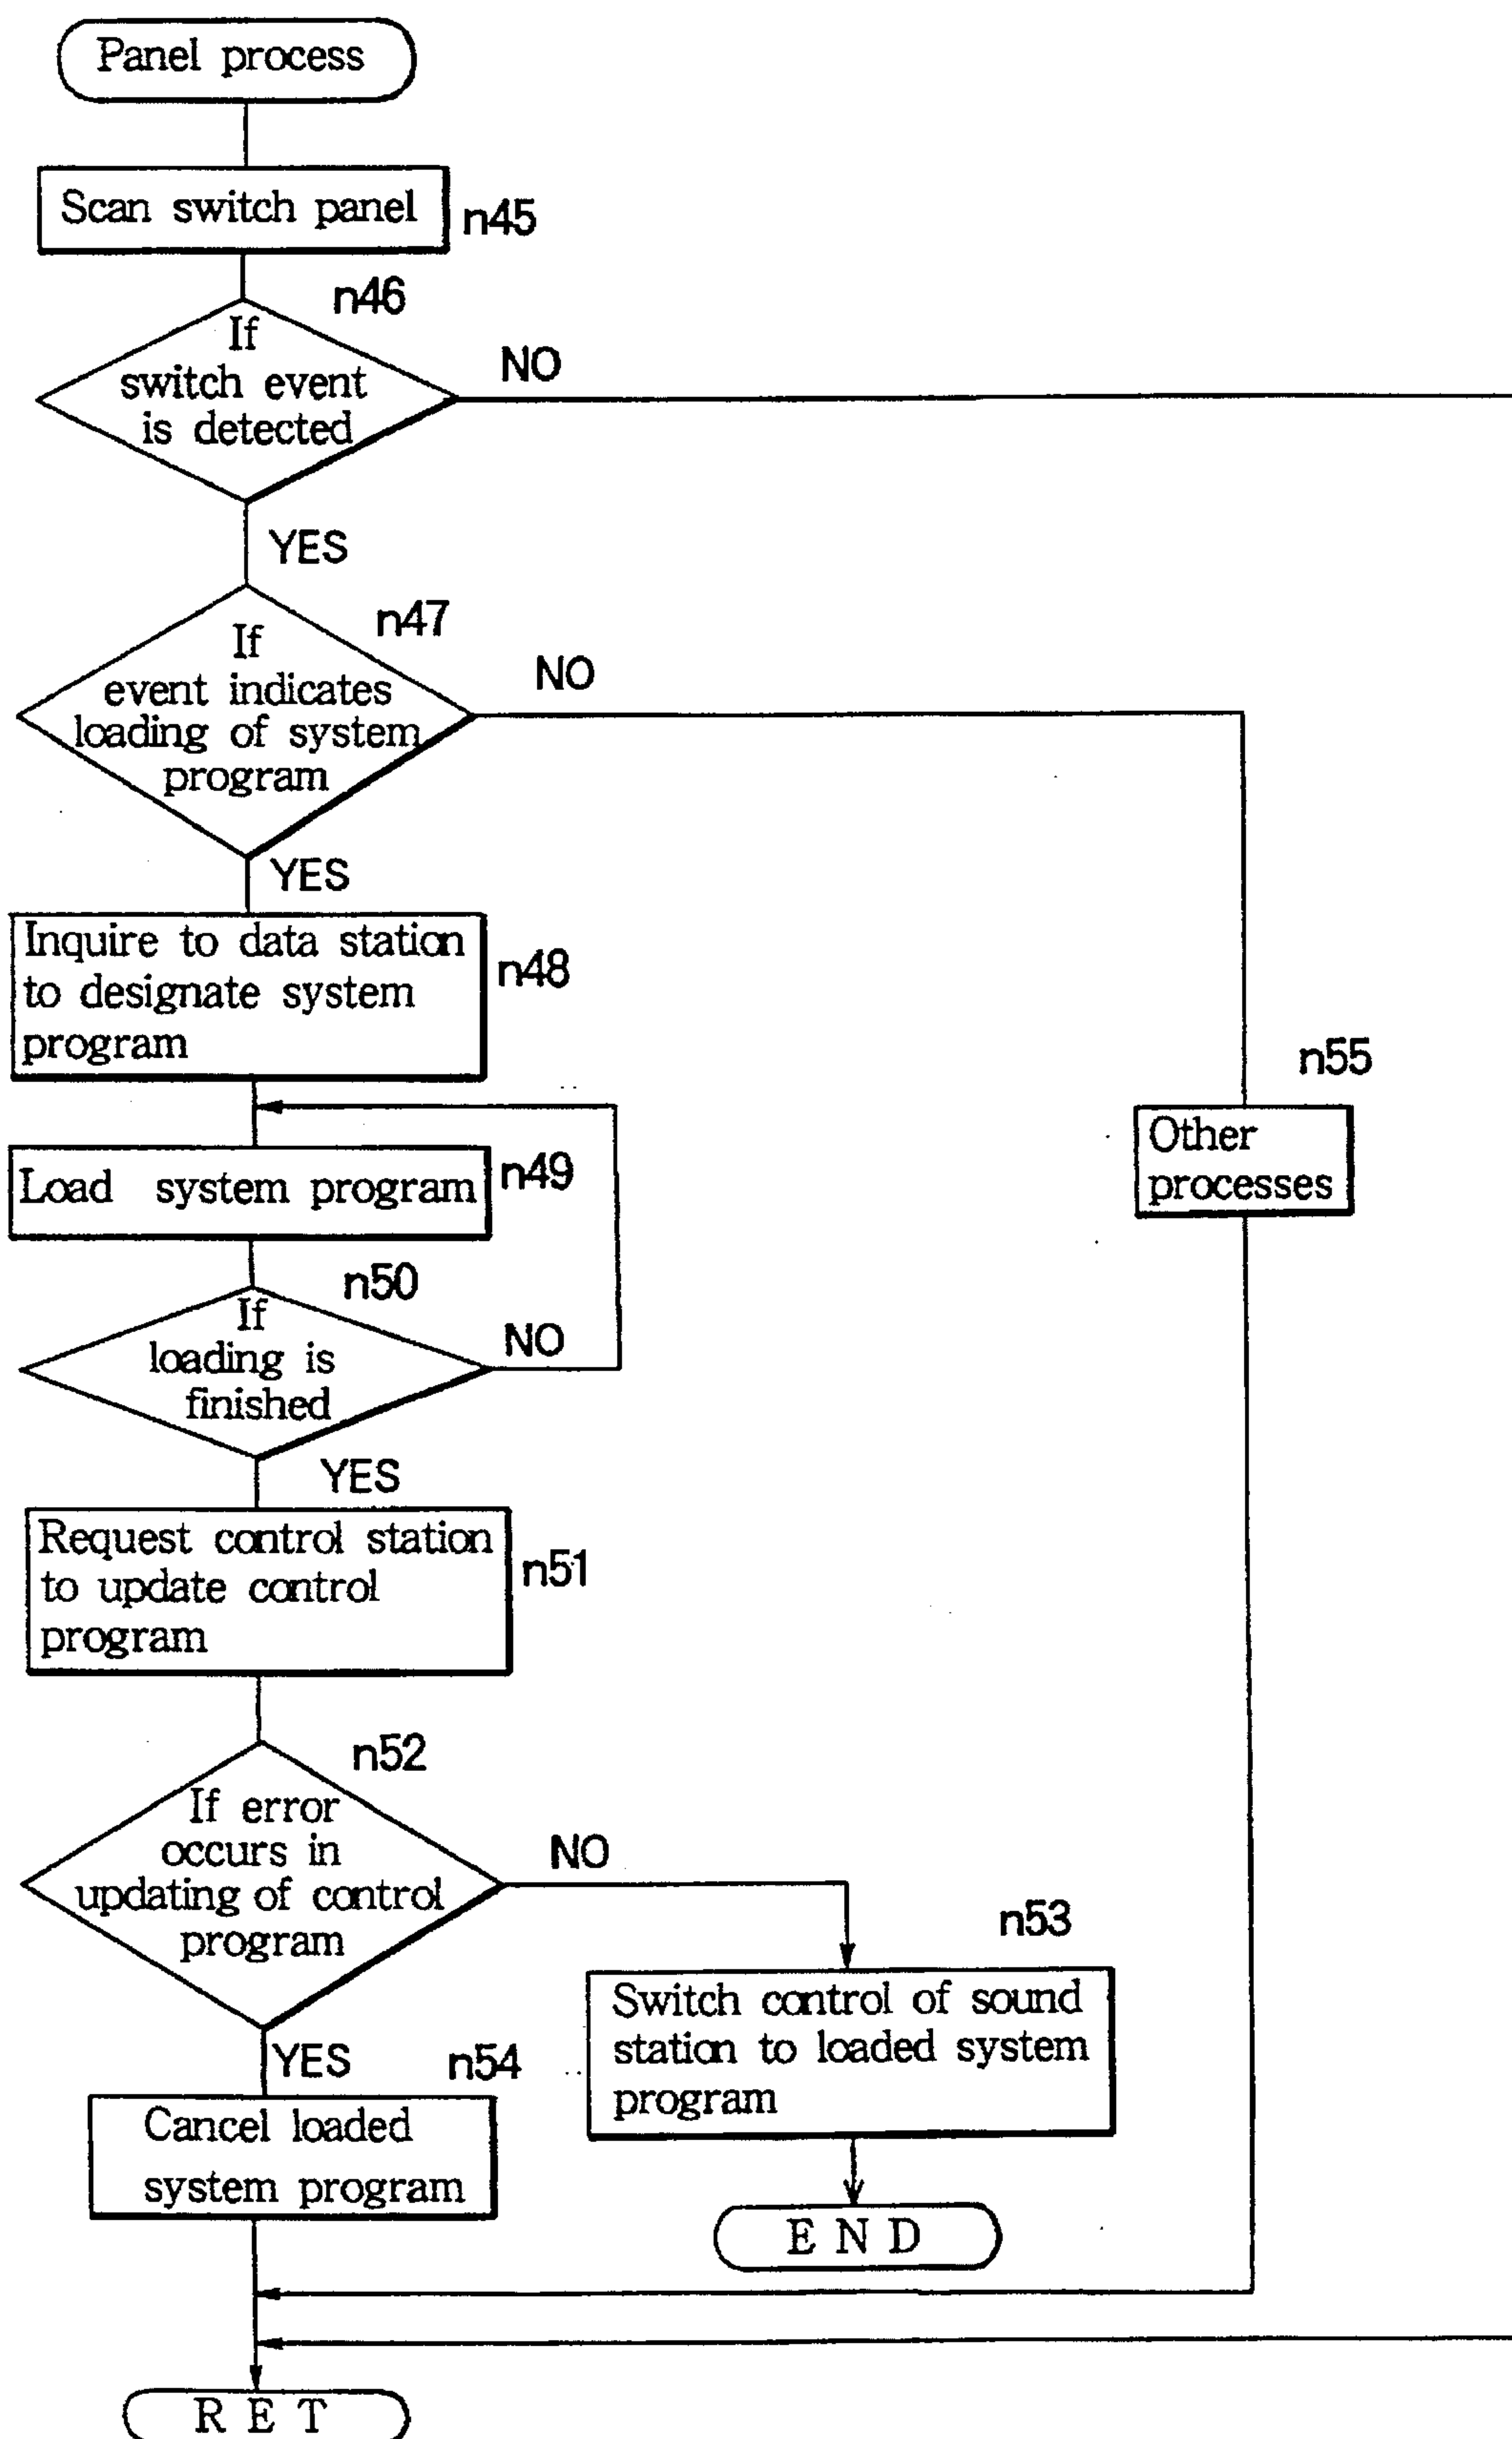 Panel process
Scan switch panel
n45
n46
If
switch event
is detected
NO
YES
n47
If
event indicates
loading of system
program
NO
YES
Inquire to data station
to designate system
program
n48
n55
Other
processes
Load system program
n49
n50
If
loading is
finished
NO
YES
Request control station
to update control
program
n51
n52
If error
occurs in
updating of control
program
NO
n53
Switch control of sound
station to loaded system
program
YES
n54
Cancel loaded
system program
END
RET